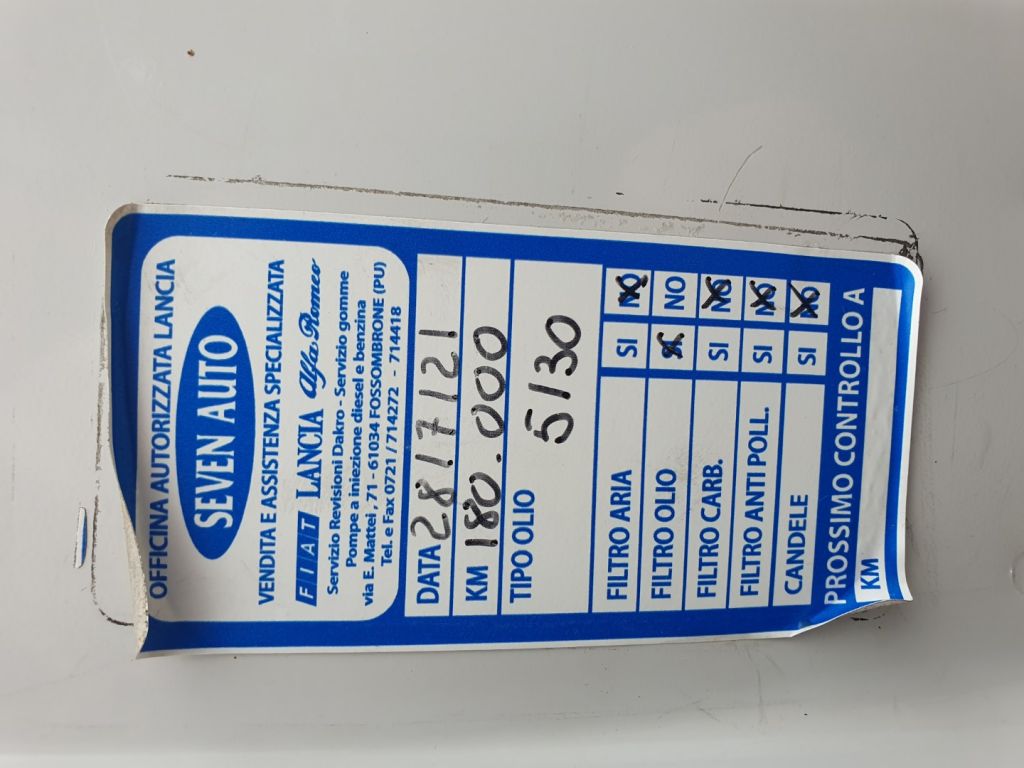 OFFICINA AUTORIZZATA LANCIA
SEVEN AUTO
VENDITA E ASSISTENZA SPECIALIZZATA
FIAT LANCIA Alfa Romeo
Servizio Revisioni Dakro - Servizio gomme
Pompe a iniezione diesel e benzina
via E. Mattei, 71 - 61034 FOSSOMBRONE (PU)
Tel. e Fax 0721/714272 - 714418
DATA 28/7/21
KM 180.000
TIPO OLIO
5/30
FILTRO ARIA SI NO
FILTRO OLIO SI NO
FILTRO CARB. SI NO
FILTRO ANTI POLL. SI NO
CANDELE SI NO
PROSSIMO CONTROLLO A
KM